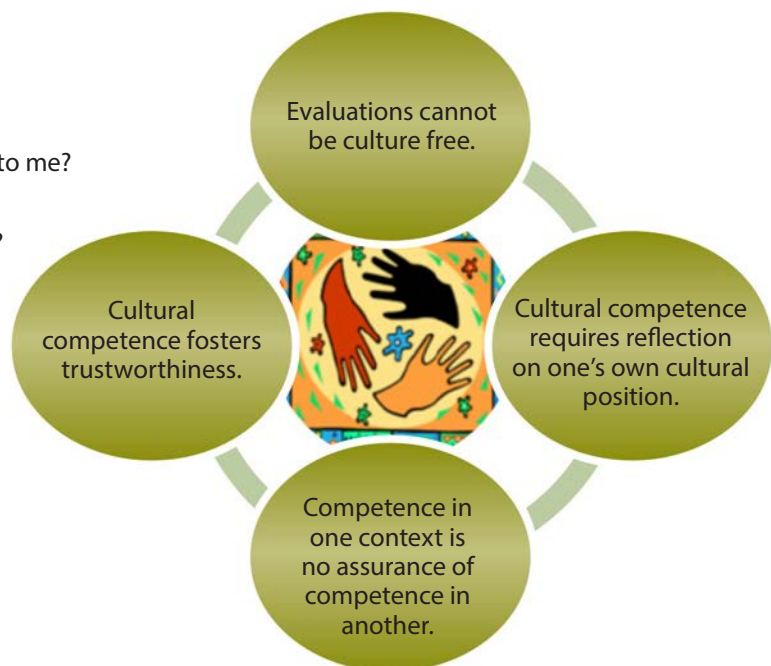 Evaluations cannot
be culture free.
to me?
?
Cultural
competence fosters
trustworthiness.
Cultural competence
requires reflection
on one’s own cultural
position.
Competence in
one context is
no assurance of
competence in
another.